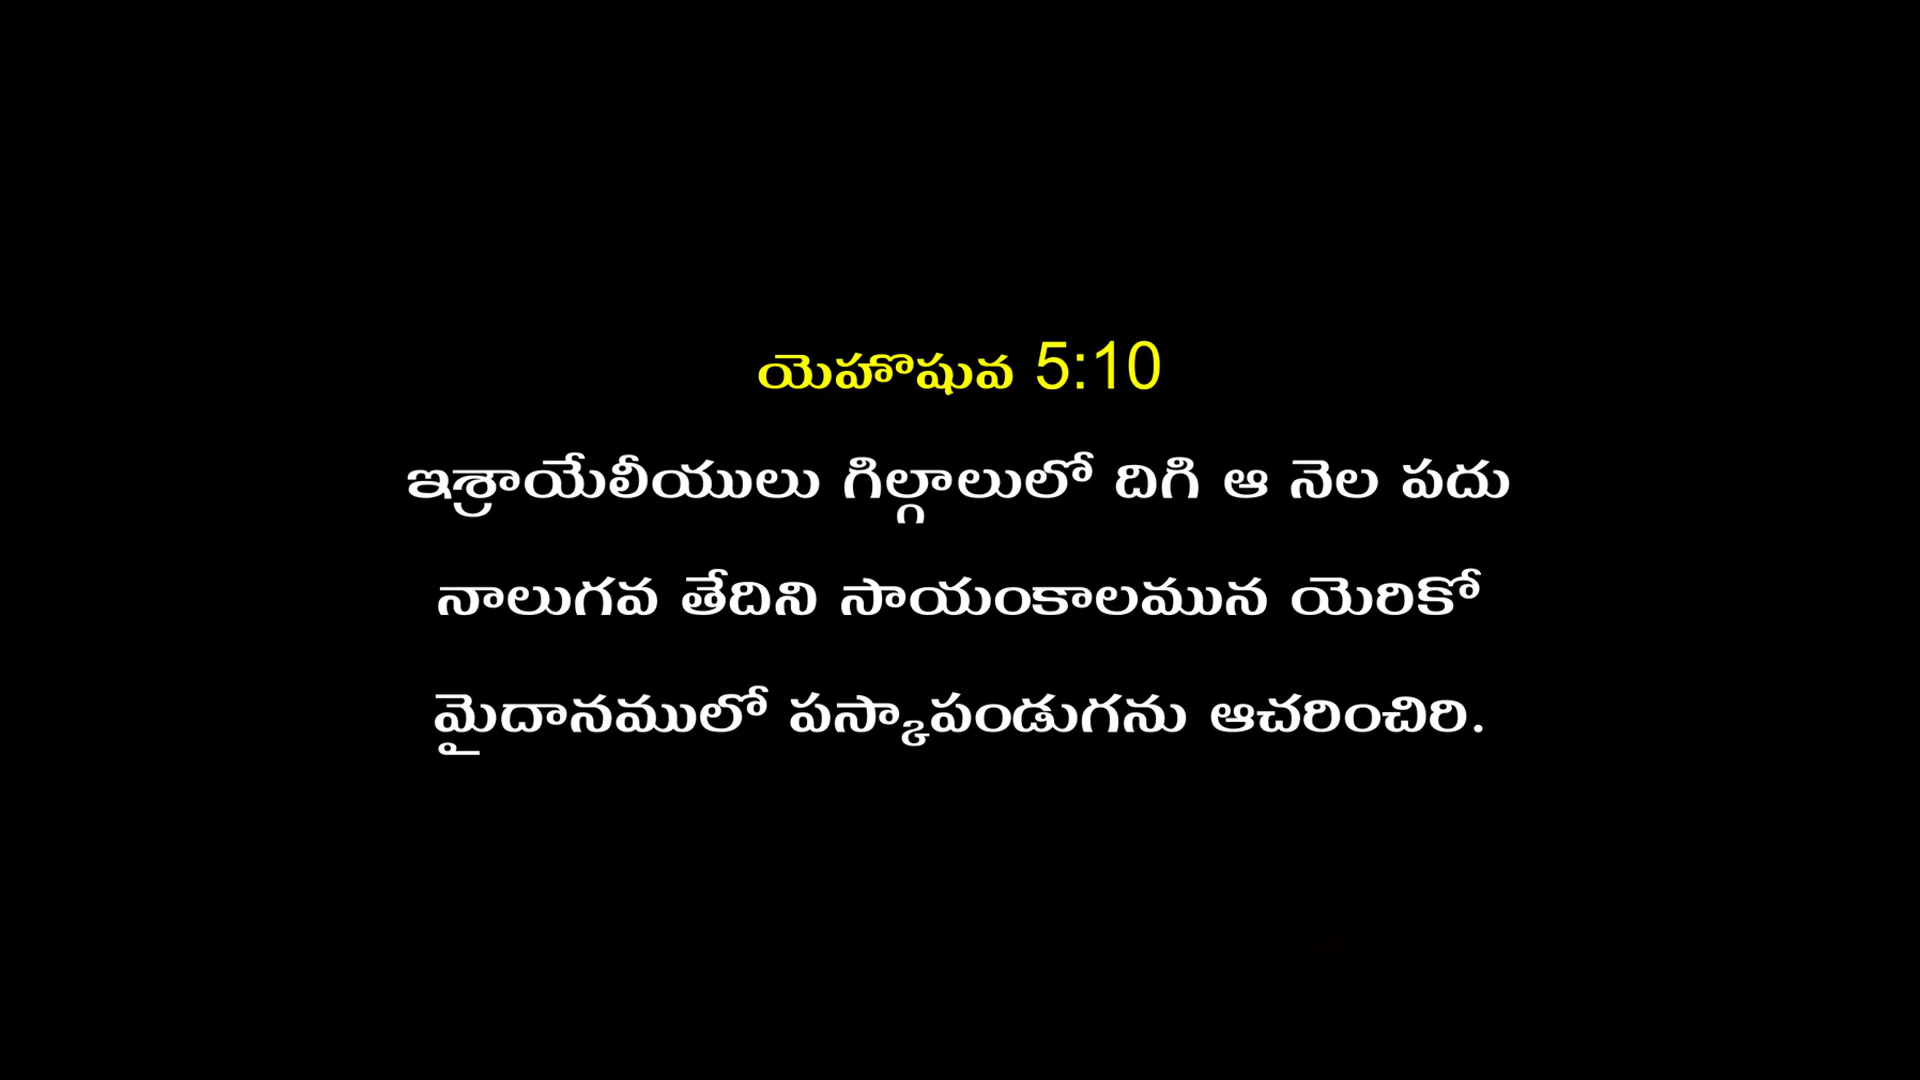 యెహొషువ 5:10
ఇశ్రాయేలీయులు గిల్గాలులో దిగి ఆ నెల పదు
నాలుగవ తేదిని సాయంకాలమున యెరికో
మైదానములో పస్కాపండుగను ఆచరించిరి.